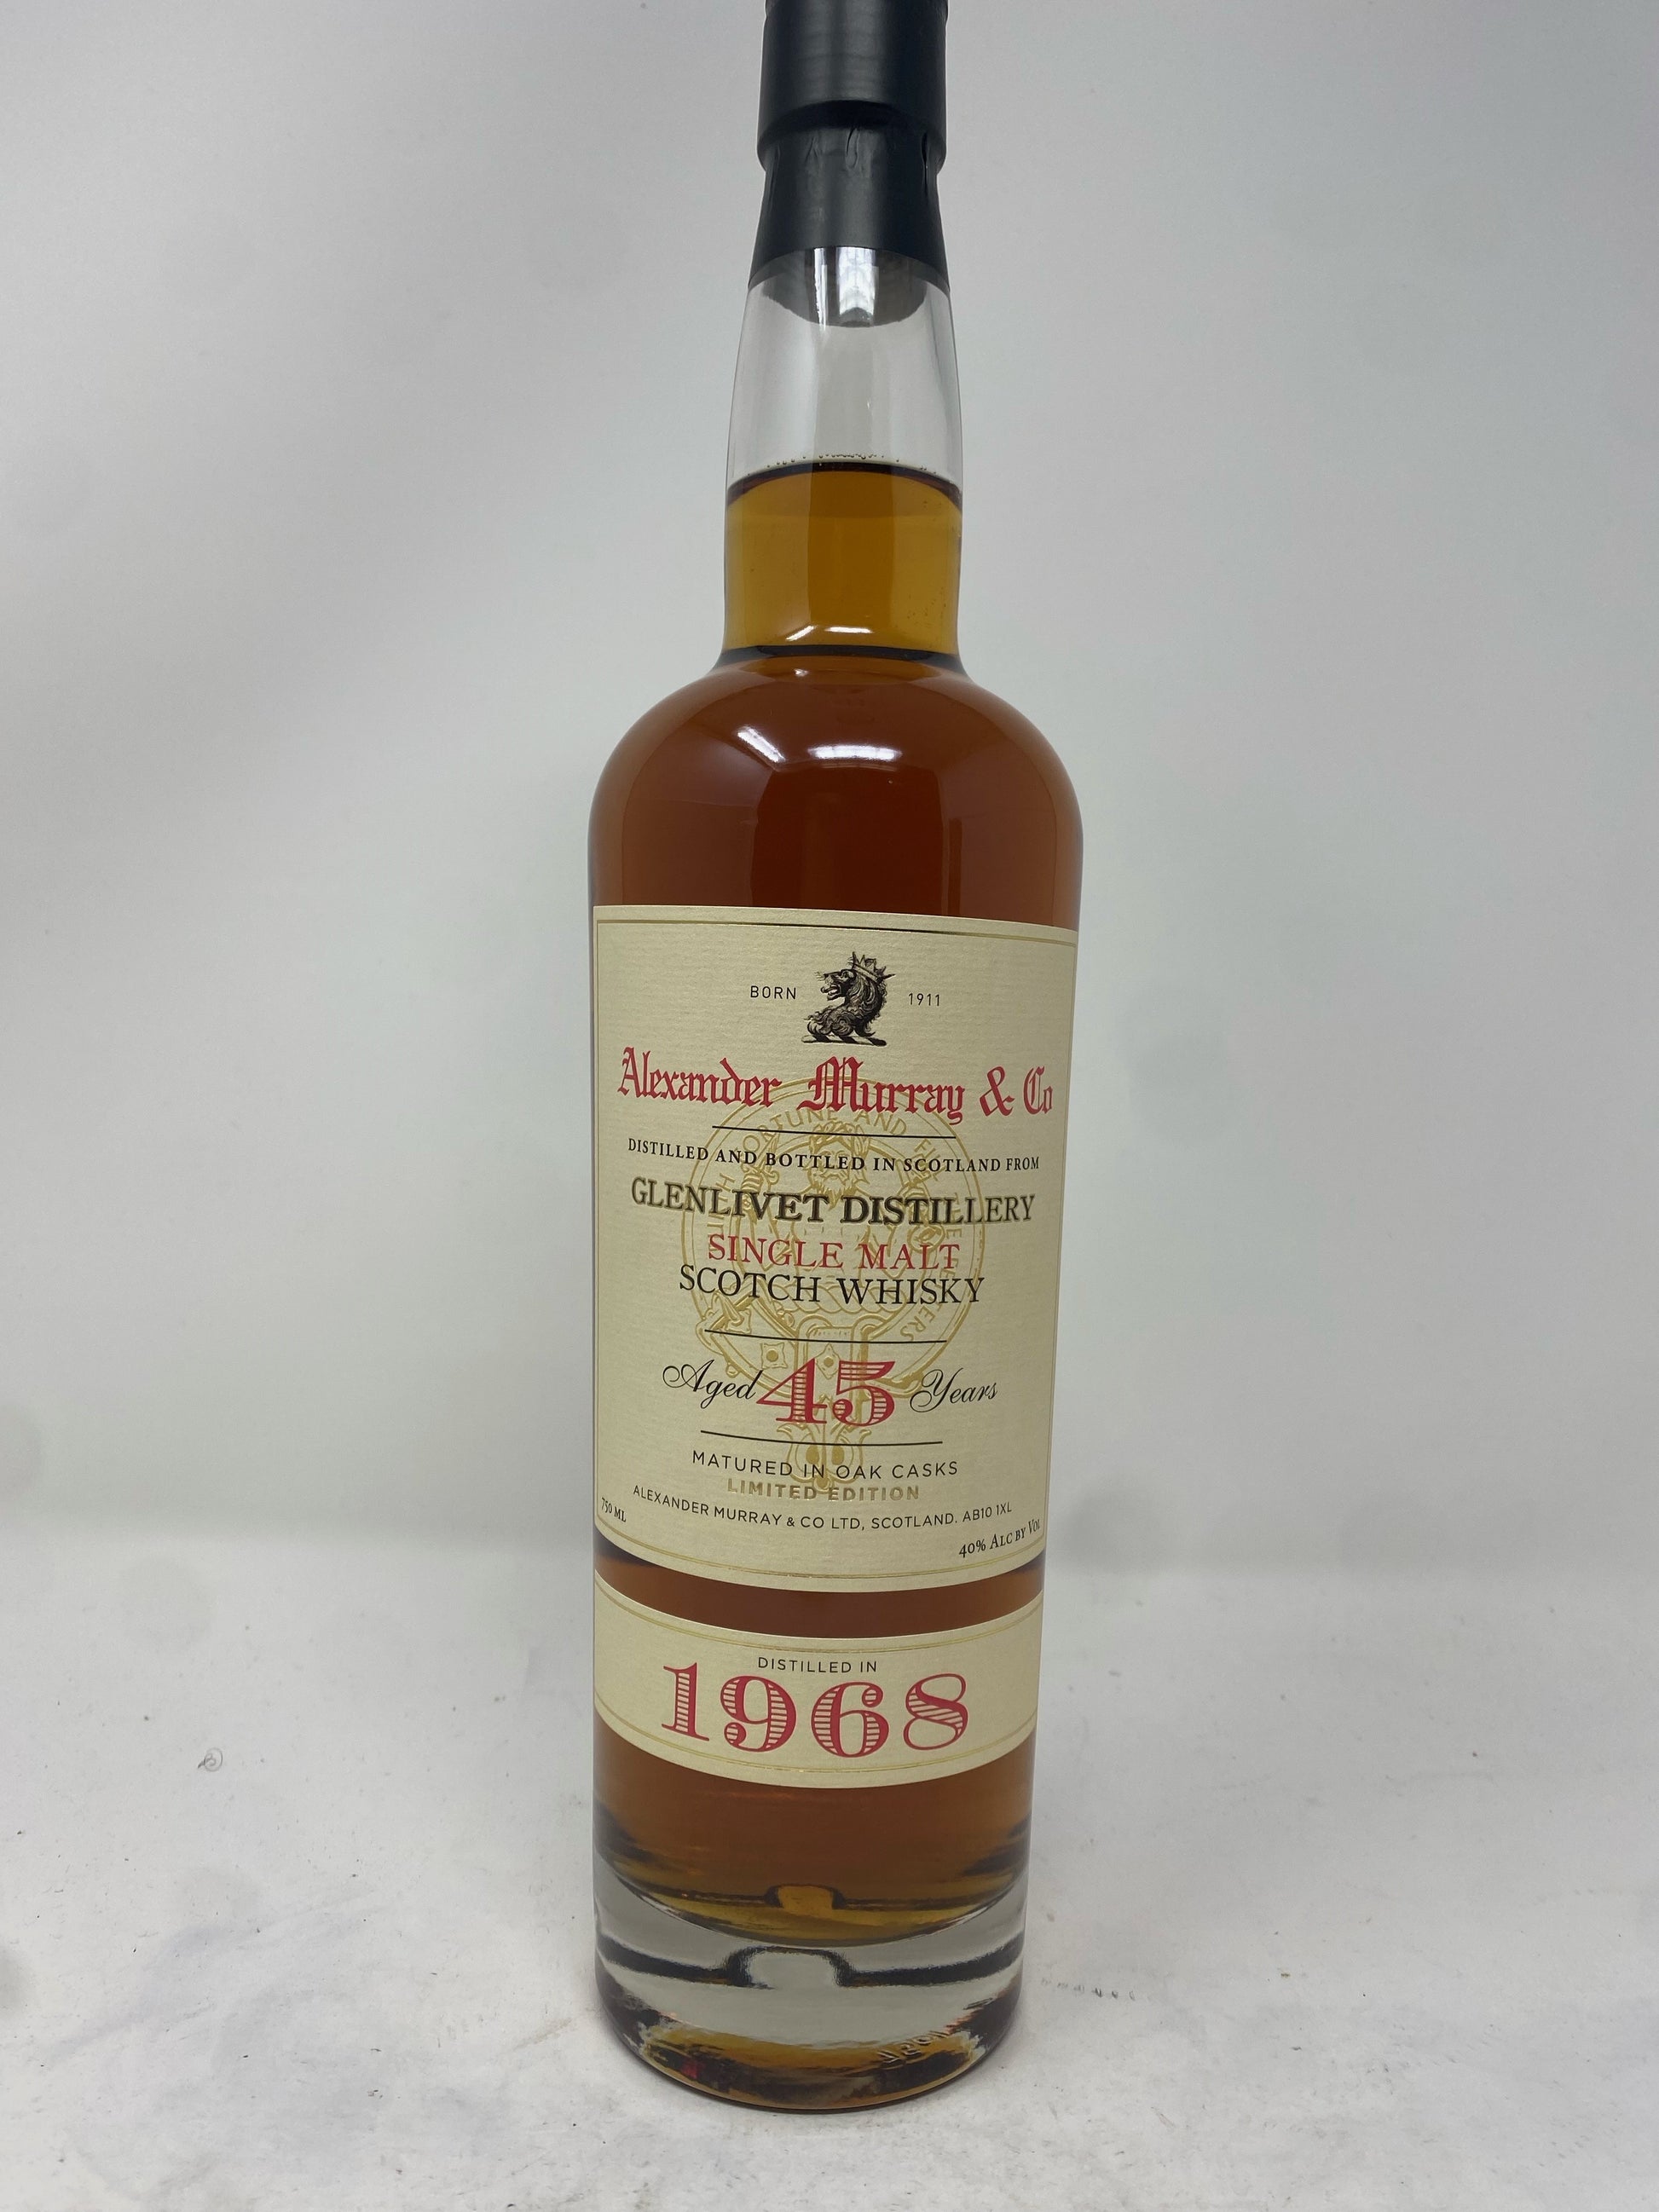 BORN 1911
Alexander Murray & Co
DISTILLED AND BOTTLED IN SCOTLAND FROM
GLENLIVET DISTILLERY
SINGLE MALT
SCOTCH WHISKY
Aged 45 Years
MATURED IN OAK CASKS
LIMITED EDITION
ALEXANDER MURRAY & CO LTD, SCOTLAND. AB10 1XL
750 ML
40% ALC BY VOL
DISTILLED IN
1968